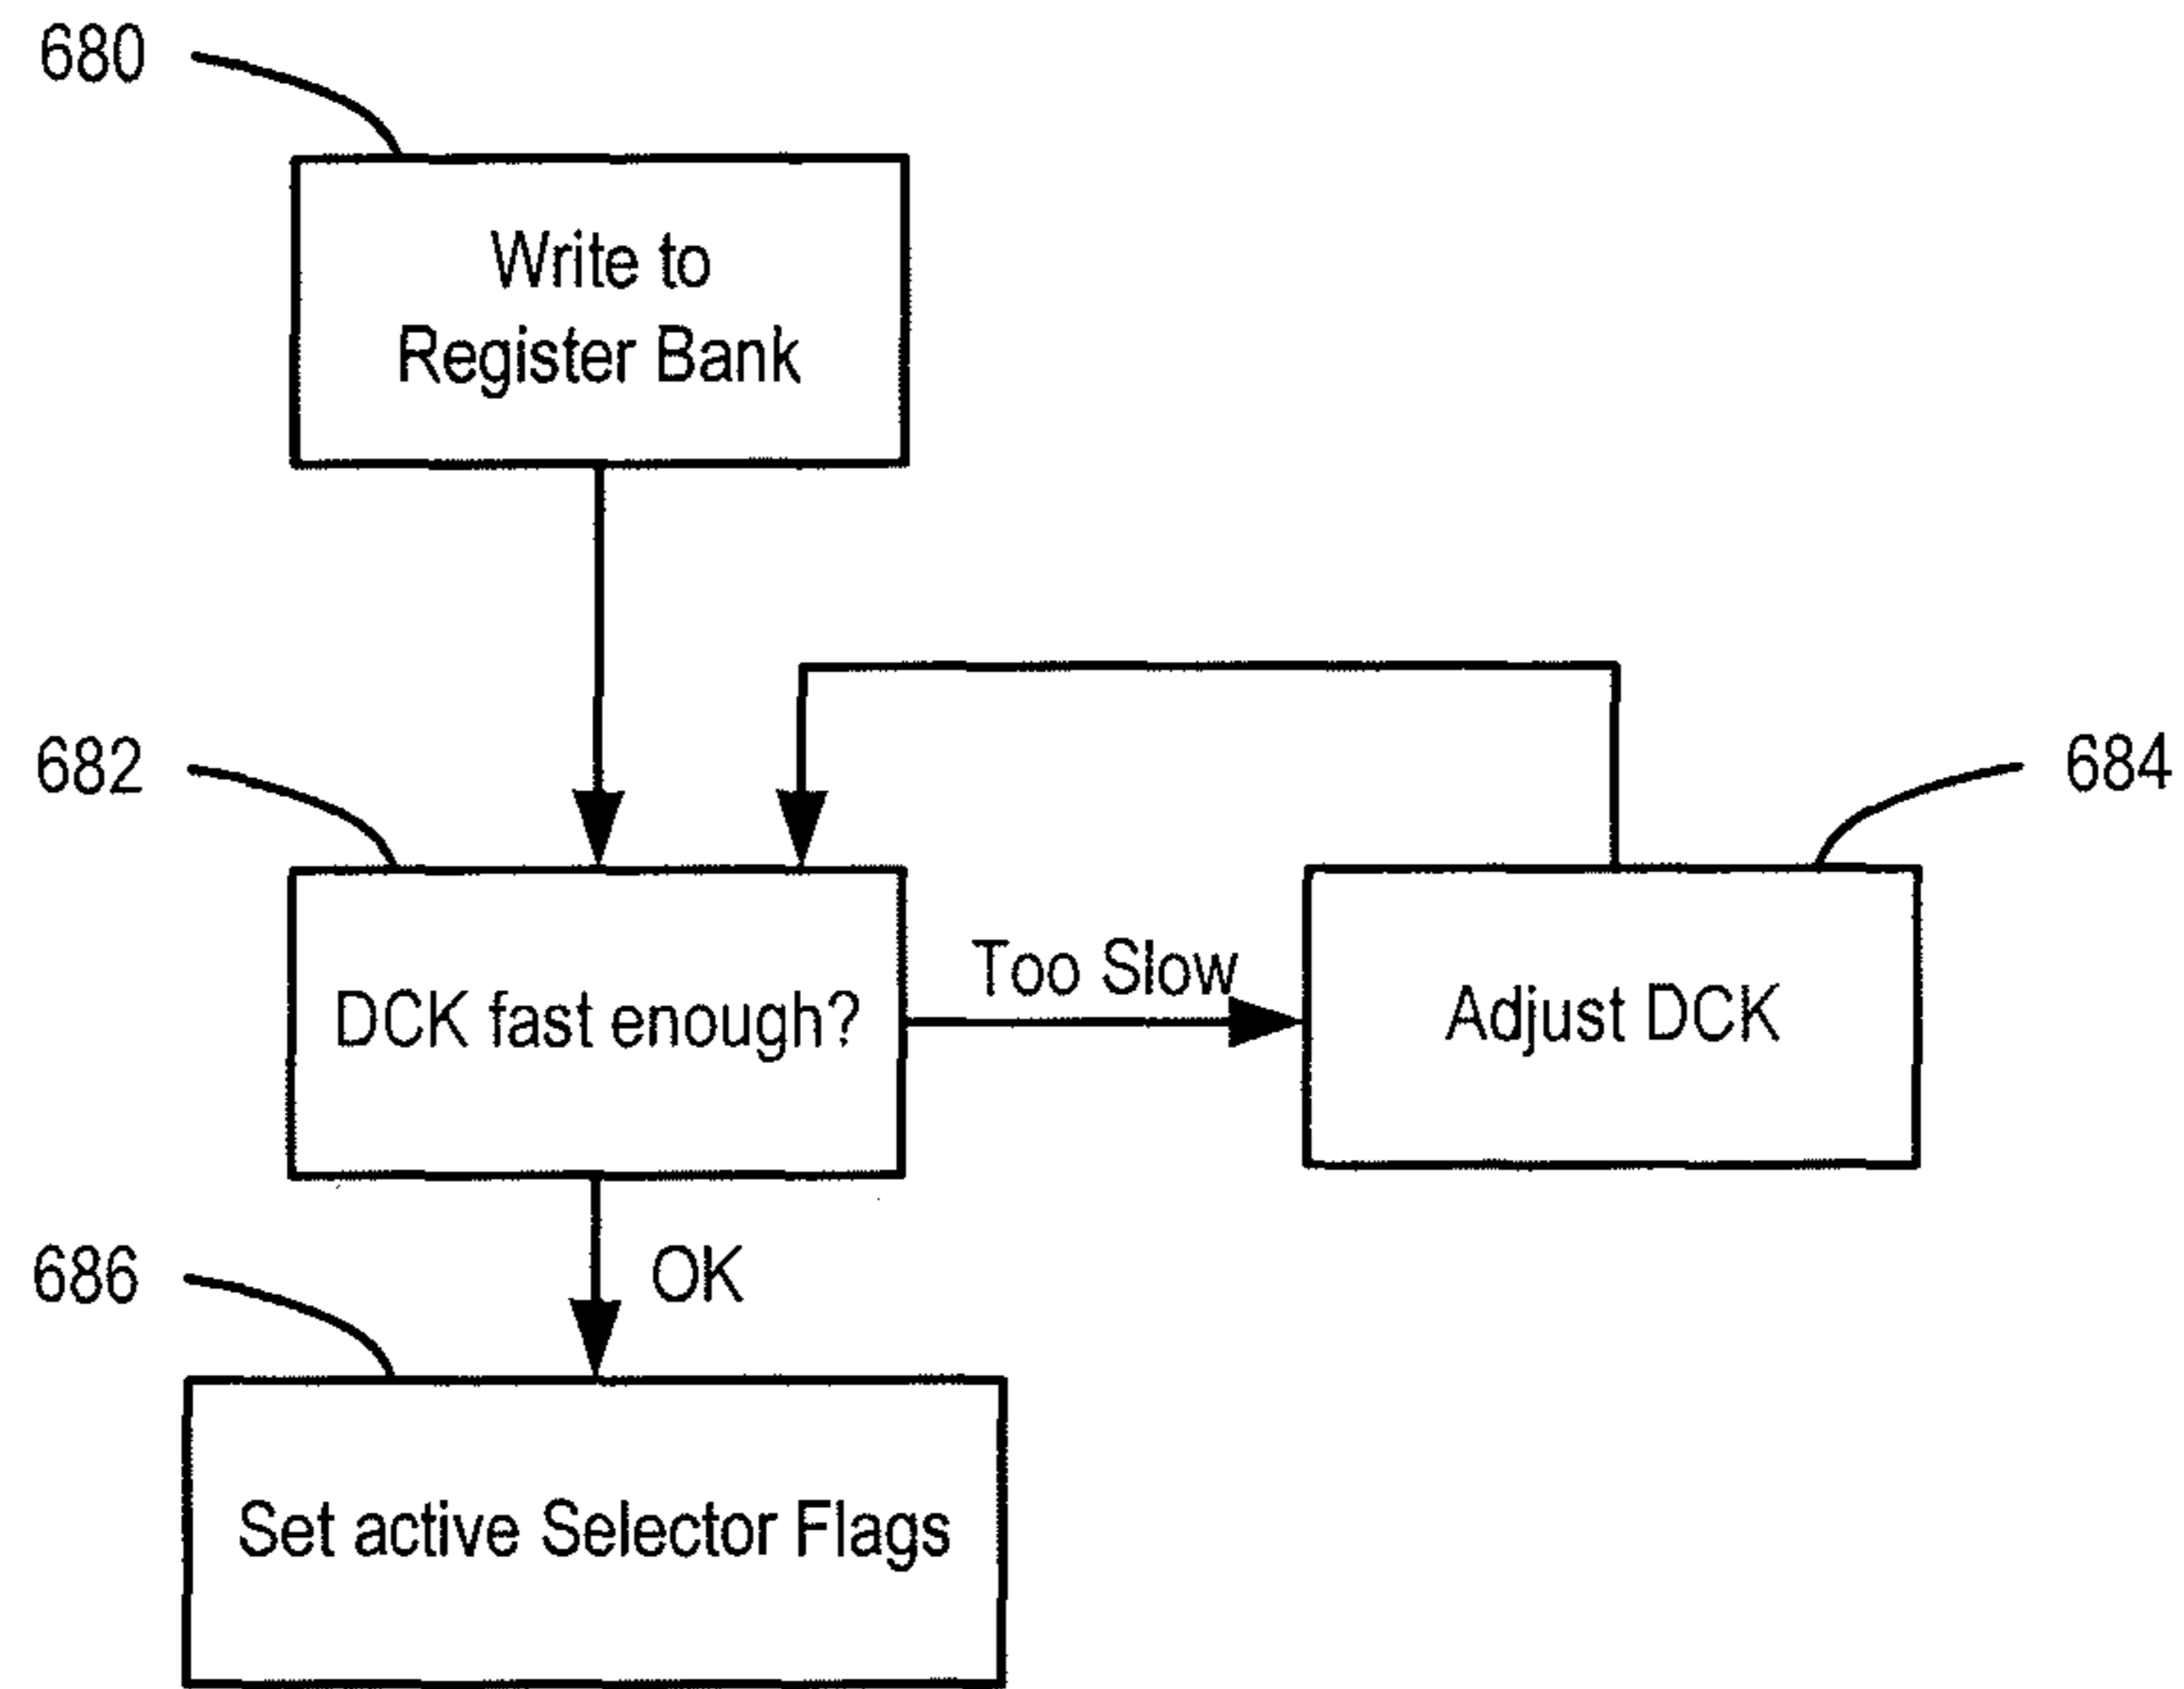 680
Write to
Register Bank
682
684
DCK fast enough?
Too Slow
Adjust DCK
686
OK
Set active Selector Flags